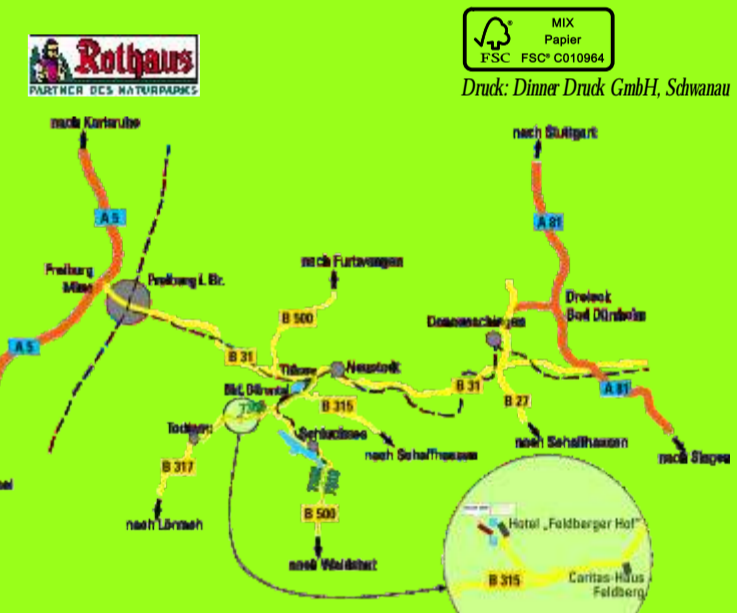 MIX
Papier
FSC
FSC® C010964
Rothaus
PARTNER DES NATURPARKS
Druck: Dinner Druck GmbH, Schwanau
nach Karlsruhe
nach Stuttgart
A 5
A 81
Freiburg
Mitte
Freiburg i. Br.
nach Furtwangen
Dreieck
Bad Dürrheim
B 500
Donaueschingen
A 5
B 31
Titisee
Neustadt
B 31
A 81
Bhf. Bärental
B 27
B 315
Todtnau
Schluchsee
nach Schaffhausen
nach Schaffhausen
nach Singen
B 317
B 500
nach Lörrach
Hotel „Feldberger Hof"
nach Waldshut
B 315
Caritas-Haus
Feldberg